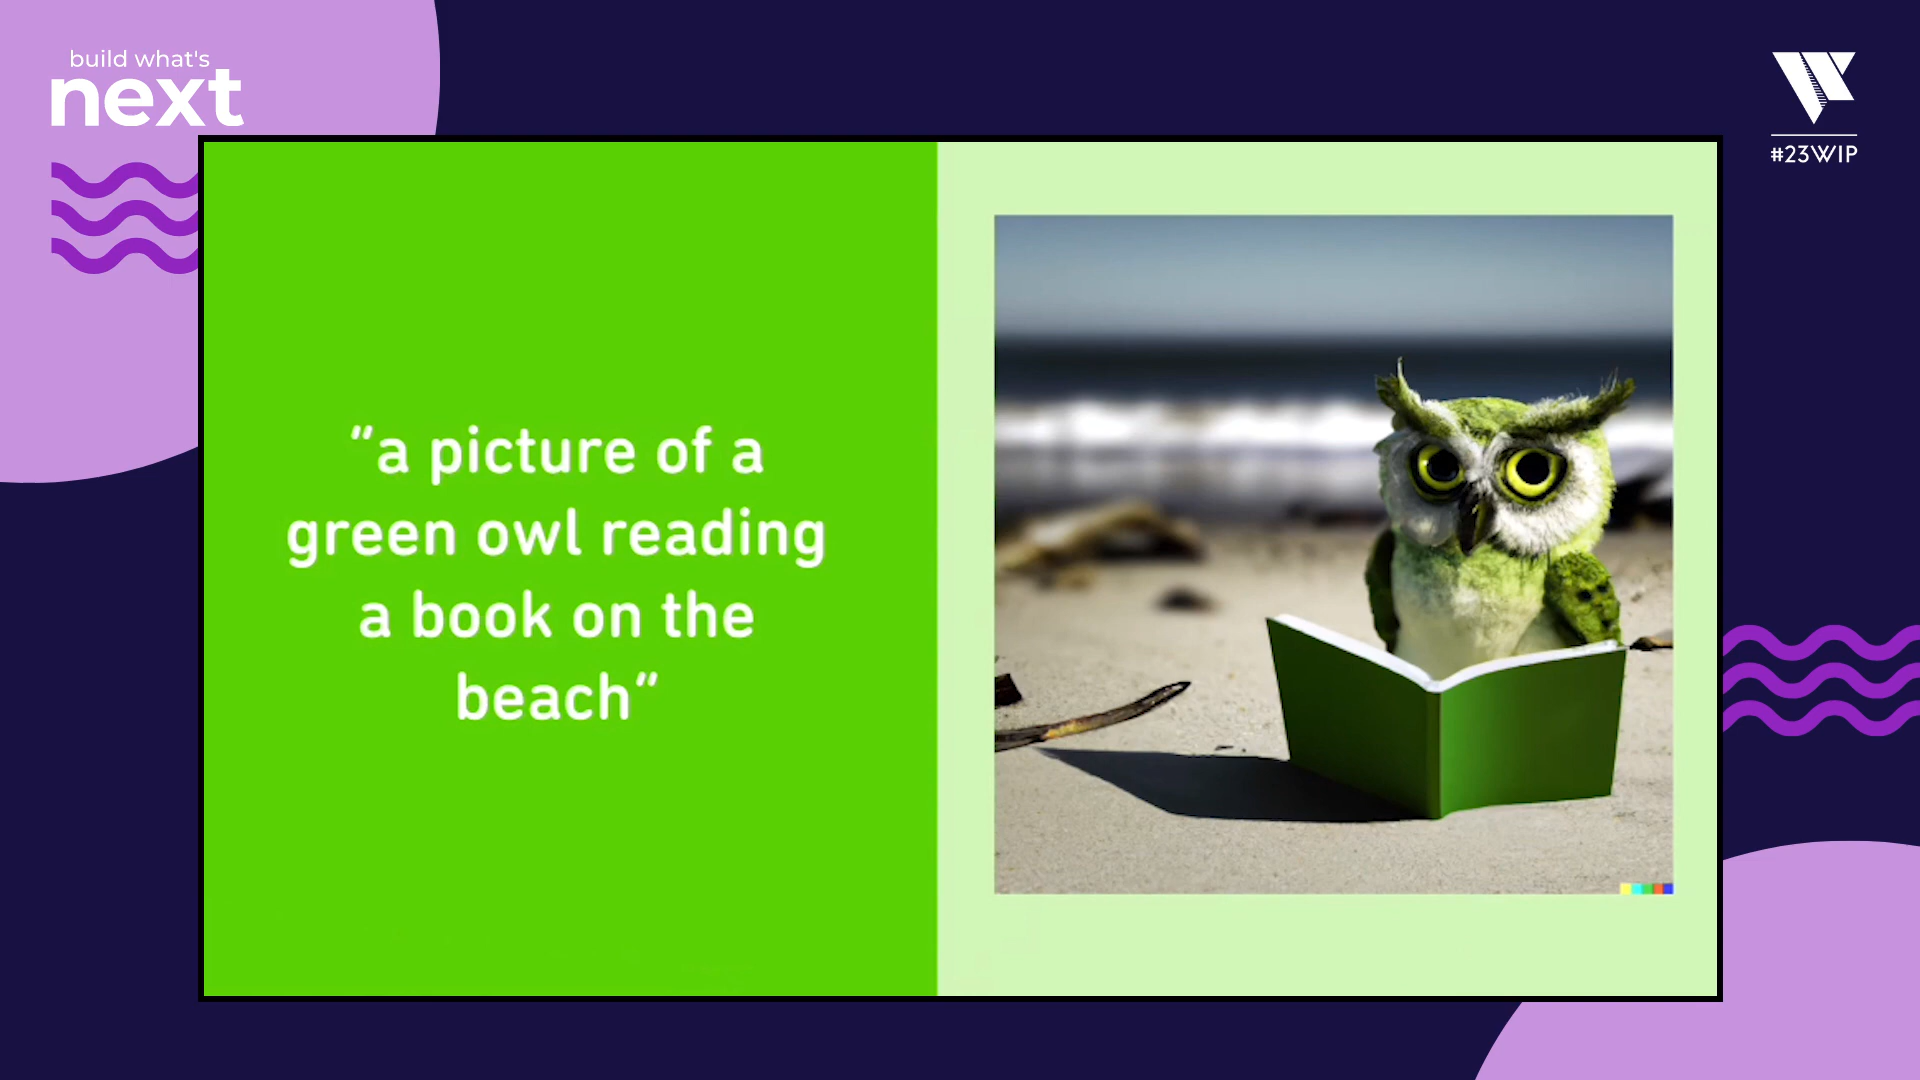 build what's
next
#23WIP
“a picture of a
green owl reading
a book on the
beach“